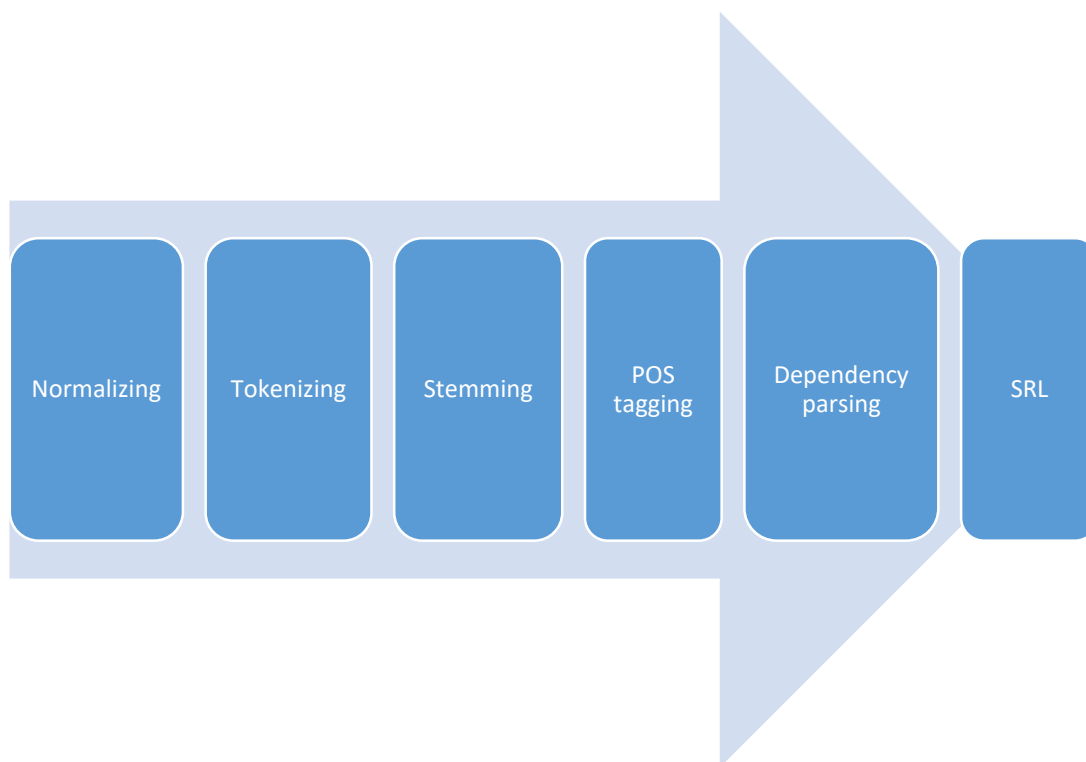 Normalizing
Tokenizing
Stemming
POS
tagging
Dependency
parsing
SRL